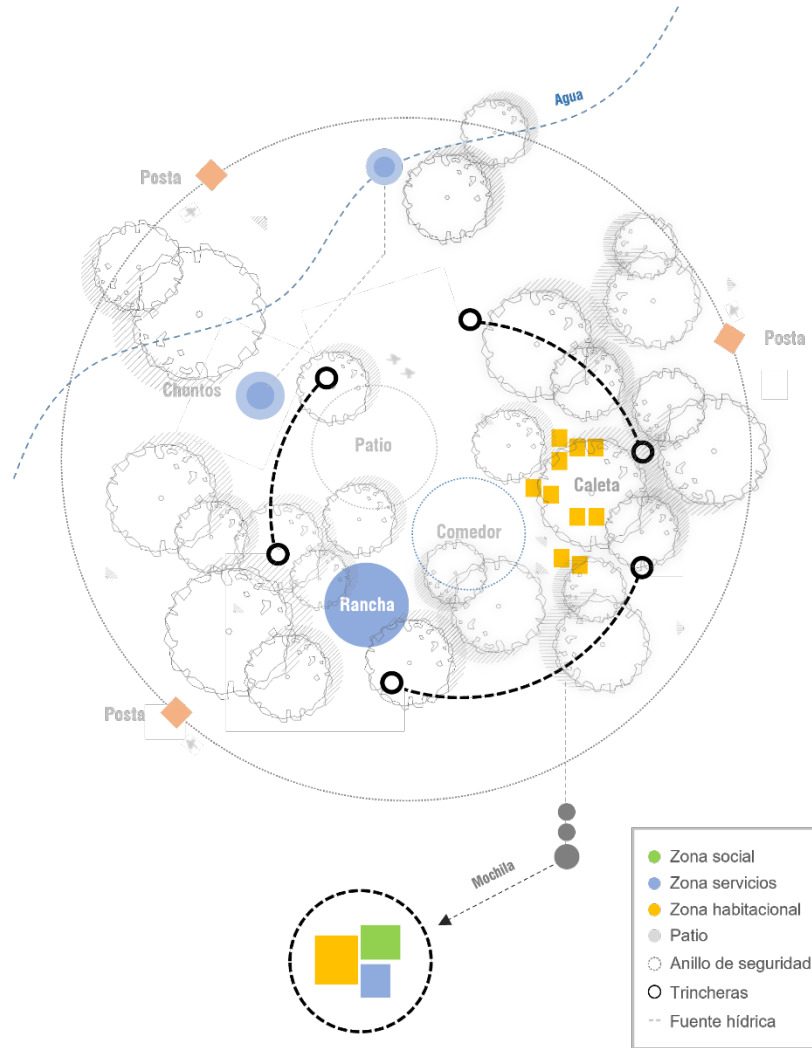 Agua
Posta
Posta
Chontos
Patio
Caleta
Comedor
Rancha
Posta
Mochila
Zona social
Zona servicios
Zona habitacional
Patio
Anillo de seguridad
Trincheras
Fuente hídrica